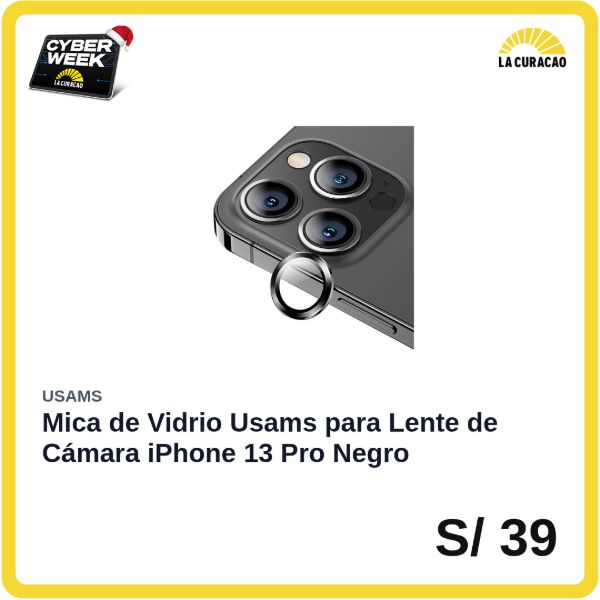 CYBER
WEEK
LA CURACAO
LA CURACAO
USAMS
Mica de Vidrio Usams para Lente de
Cámara iPhone 13 Pro Negro
S/ 39